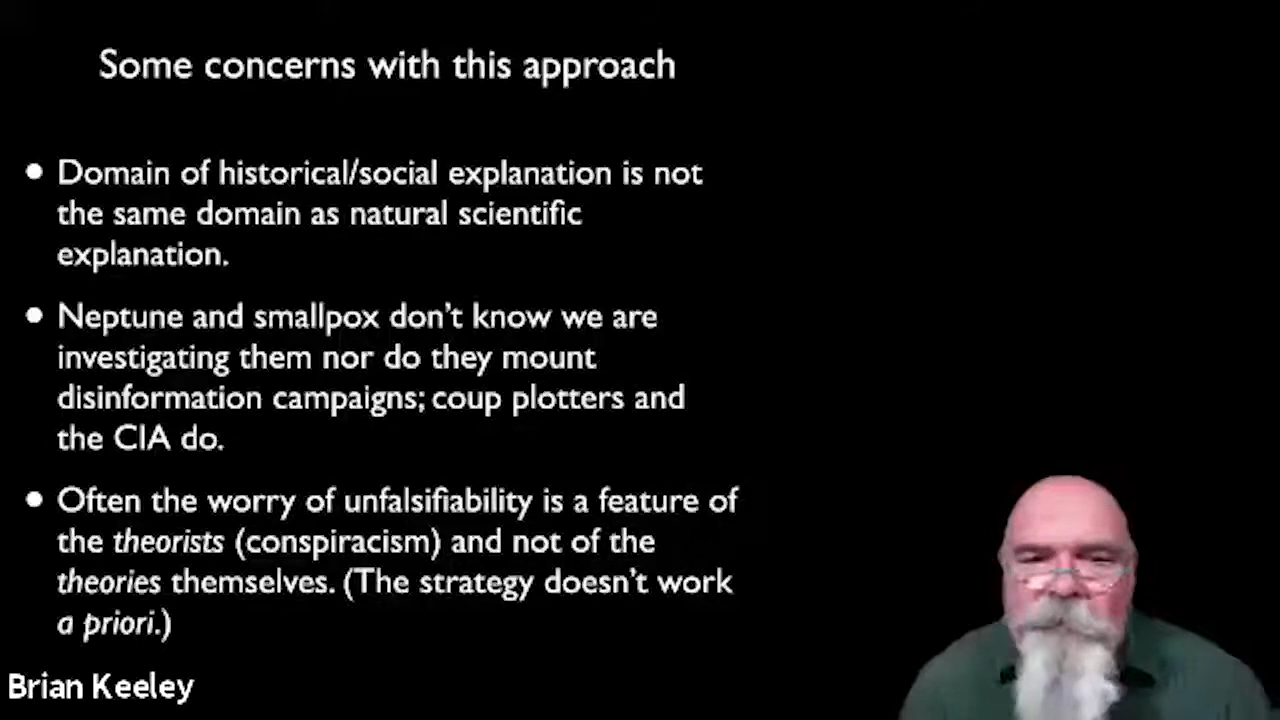 Some concerns with this approach
• Domain of historical/social explanation is not
the same domain as natural scientific
explanation.
• Neptune and smallpox don't know we are
investigating them nor do they mount
disinformation campaigns; coup plotters and
the CIA do.
• Often the worry of unfalsifiability is a feature of
the theorists (conspiracism) and not of the
theories themselves. (The strategy doesn't work
a priori.)
Brian Keeley